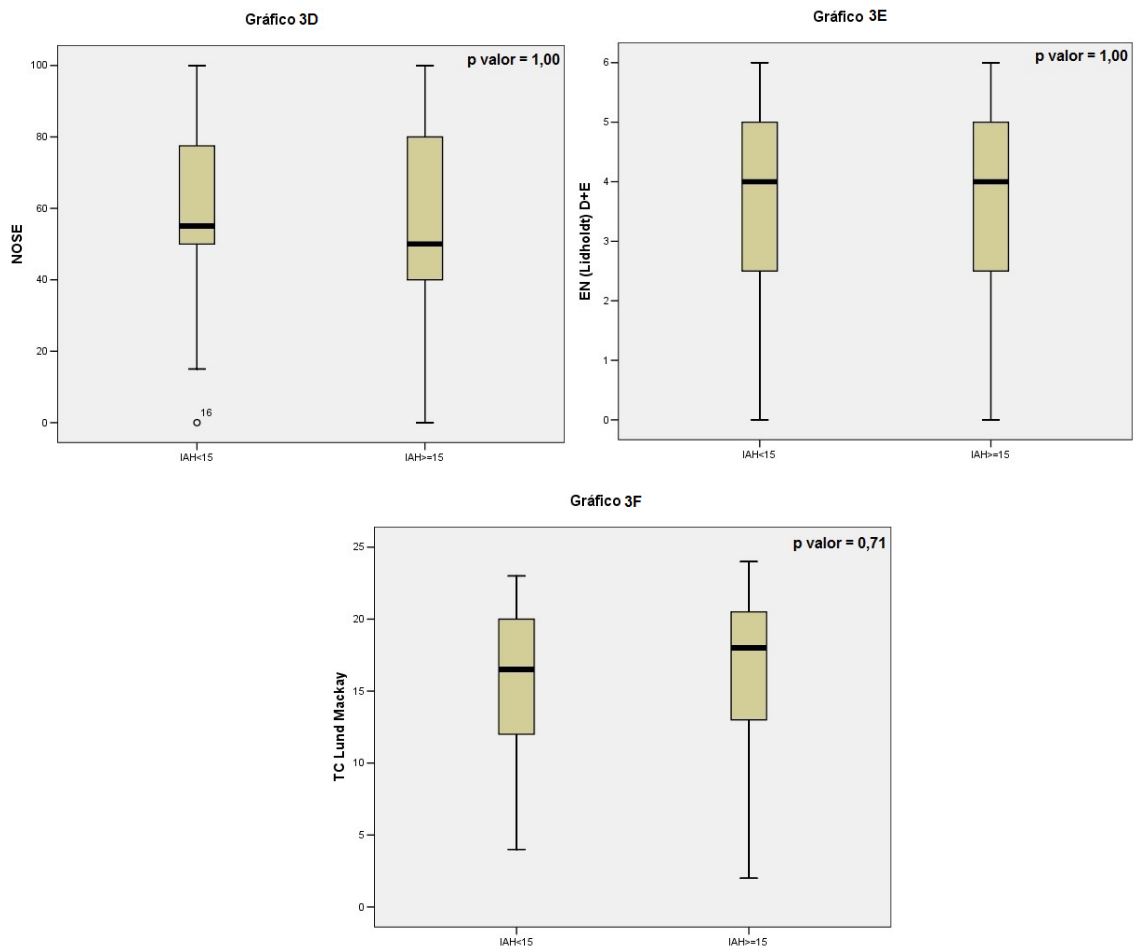 Gráfico 3D
p valor = 1,00
100
80
60
40
20
0
NOSE
16
IAH<15
IAH>=15
Gráfico 3E
p valor = 1,00
6
5
4
3
2
1
0
EN (Lidholdt) D+E
IAH<15
IAH>=15
Gráfico 3F
p valor = 0,71
25
20
15
10
5
0
TC Lund Mackay
IAH<15
IAH>=15